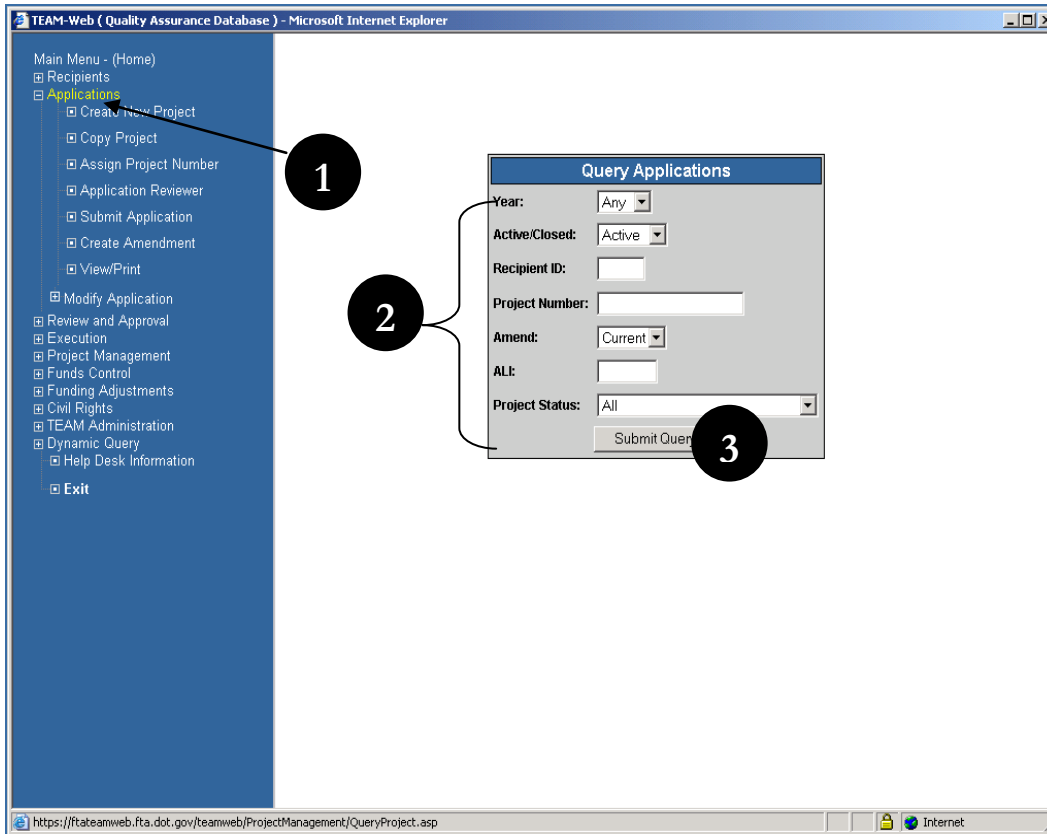 TEAM-Web ( Quality Assurance Database ) - Microsoft Internet Explorer
Main Menu - (Home)
Recipients
Applications
Create New Project
Copy Project
Assign Project Number
Application Reviewer
Submit Application
Create Amendment
View/Print
Modify Application
Review and Approval
Execution
Project Management
Funds Control
Funding Adjustments
Civil Rights
TEAM Administration
Dynamic Query
Help Desk Information
Exit
1
2
Query Applications
Year: Any
Active/Closed: Active
Recipient ID:
Project Number:
Amend: Current
ALI:
Project Status: All
Submit Query
3
https://ftateamweb.fta.dot.gov/teamweb/ProjectManagement/QueryProject.asp Internet